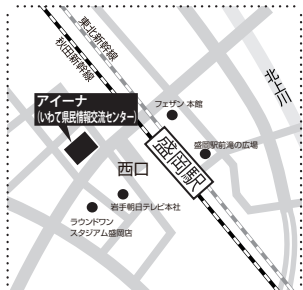 東北新幹線
秋田新幹線
北上川
アイーナ
(いわて県民情報交流センター)
フェザン 本館
盛岡駅前滝の広場
盛岡駅
西口
岩手朝日テレビ本社
ラウンドワン
スタジアム盛岡店